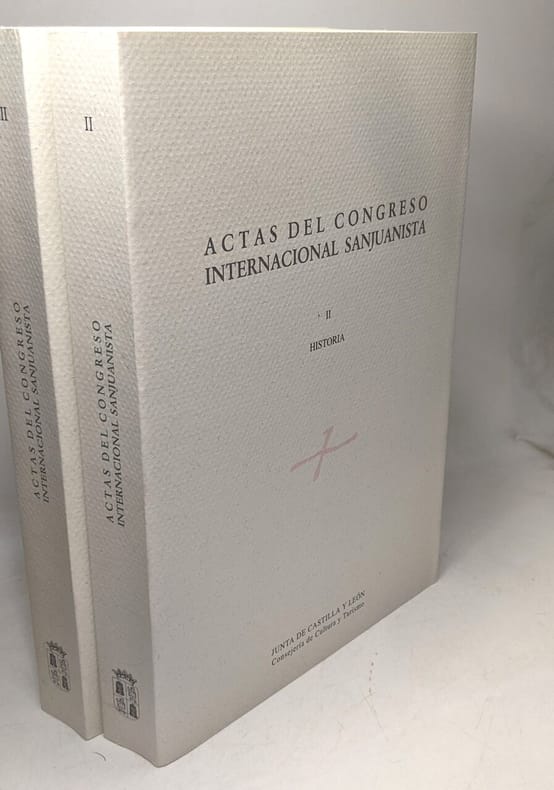 II
ACTAS DEL CONGRESO
INTERNACIONAL SANJUANISTA
II
ACTAS DEL CONGRESO
INTERNACIONAL SANJUANISTA
ACTAS DEL CONGRESO
INTERNACIONAL SANJUANISTA
II
HISTORIA
JUNTA DE CASTILLA Y LEÓN
Consejería de Cultura y Turismo